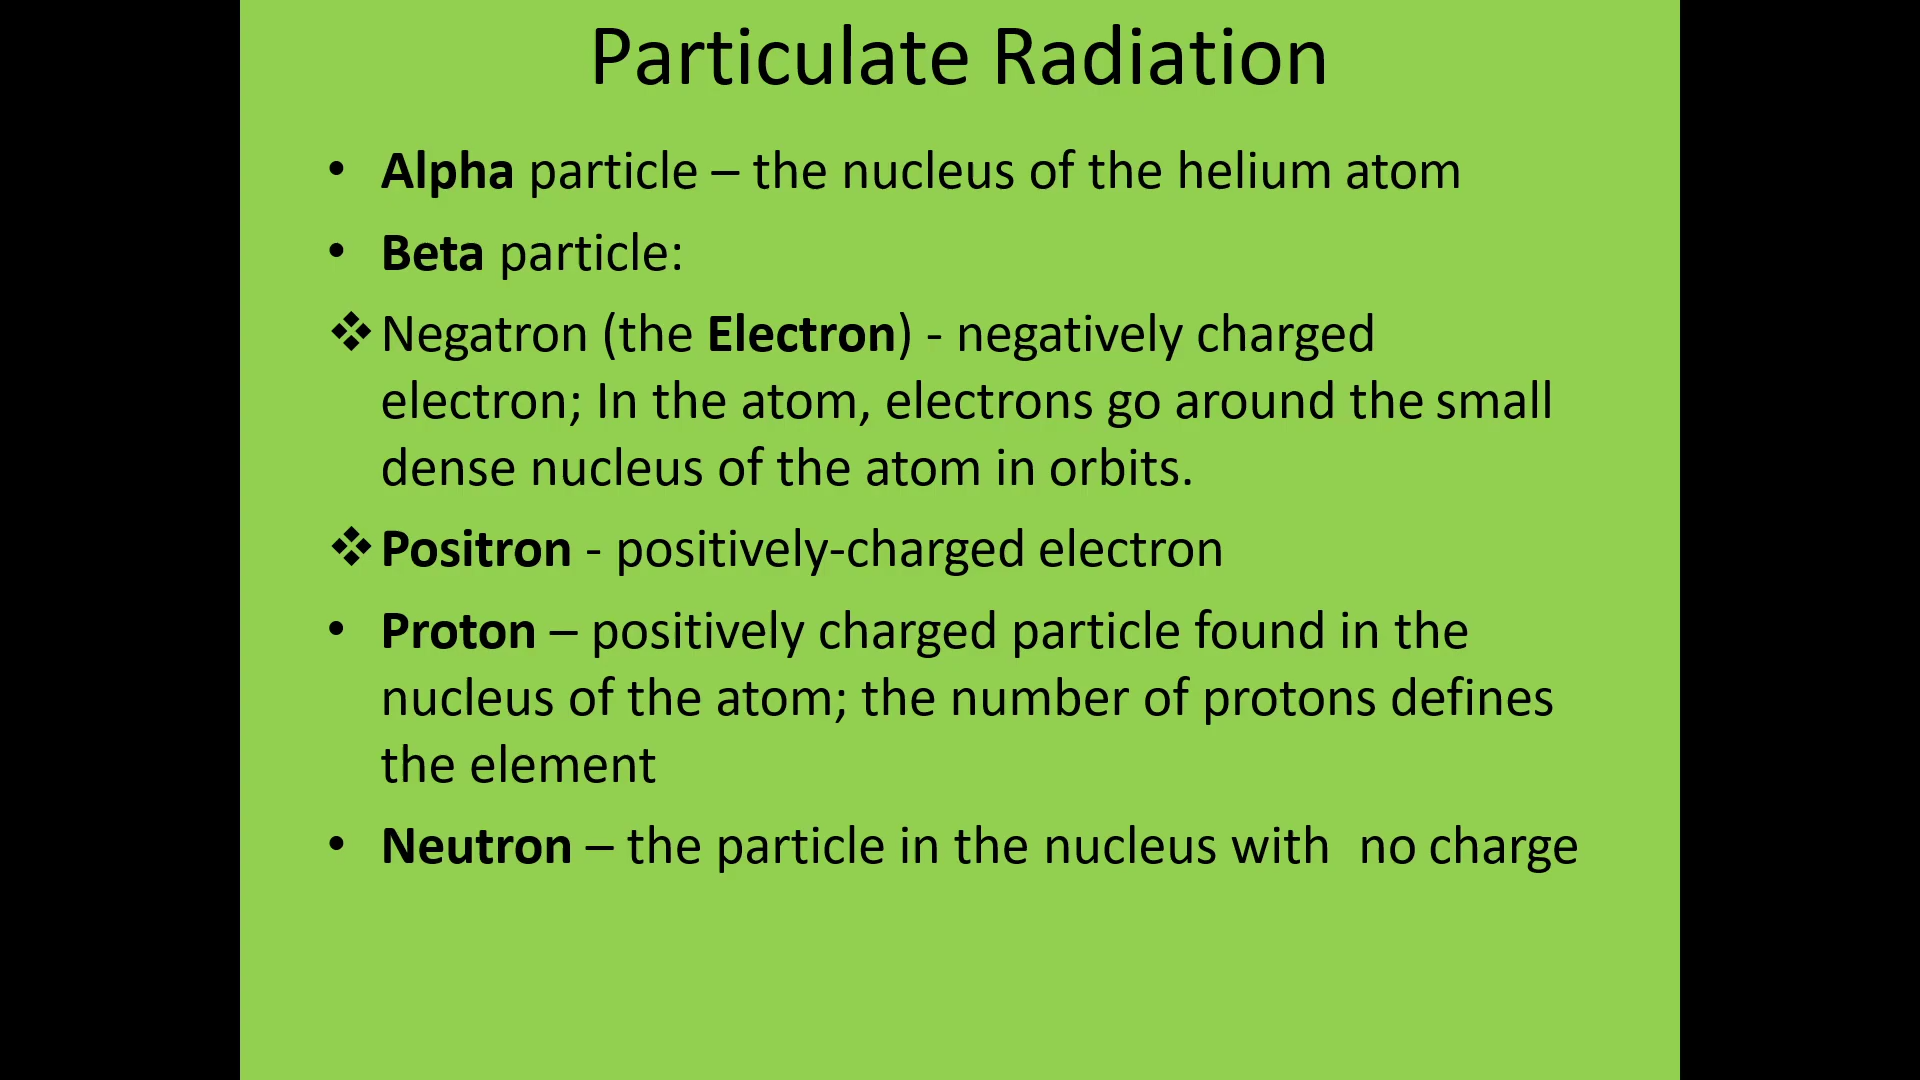 Particulate Radiation
• Alpha particle – the nucleus of the helium atom
• Beta particle:
❖ Negatron (the Electron) - negatively charged
electron; In the atom, electrons go around the small
dense nucleus of the atom in orbits.
❖ Positron - positively-charged electron
• Proton – positively charged particle found in the
nucleus of the atom; the number of protons defines
the element
• Neutron – the particle in the nucleus with  no charge